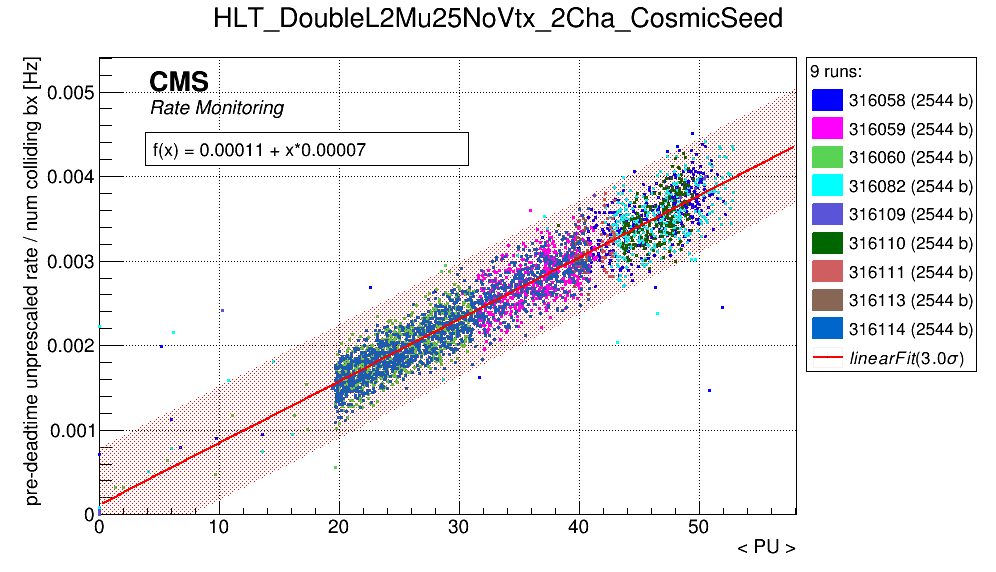 HLT_DoubleL2Mu25NoVtx_2Cha_CosmicSeed
pre-deadtime unprescaled rate / num colliding bx [Hz]
CMS
Rate Monitoring
f(x) = 0.00011 + x*0.00007
0.005
0.004
0.003
0.002
0.001
0
0 10 20 30 40 50
< PU >
9 runs:
316058 (2544 b)
316059 (2544 b)
316060 (2544 b)
316082 (2544 b)
316109 (2544 b)
316110 (2544 b)
316111 (2544 b)
316113 (2544 b)
316114 (2544 b)
linearFit(3.0σ)